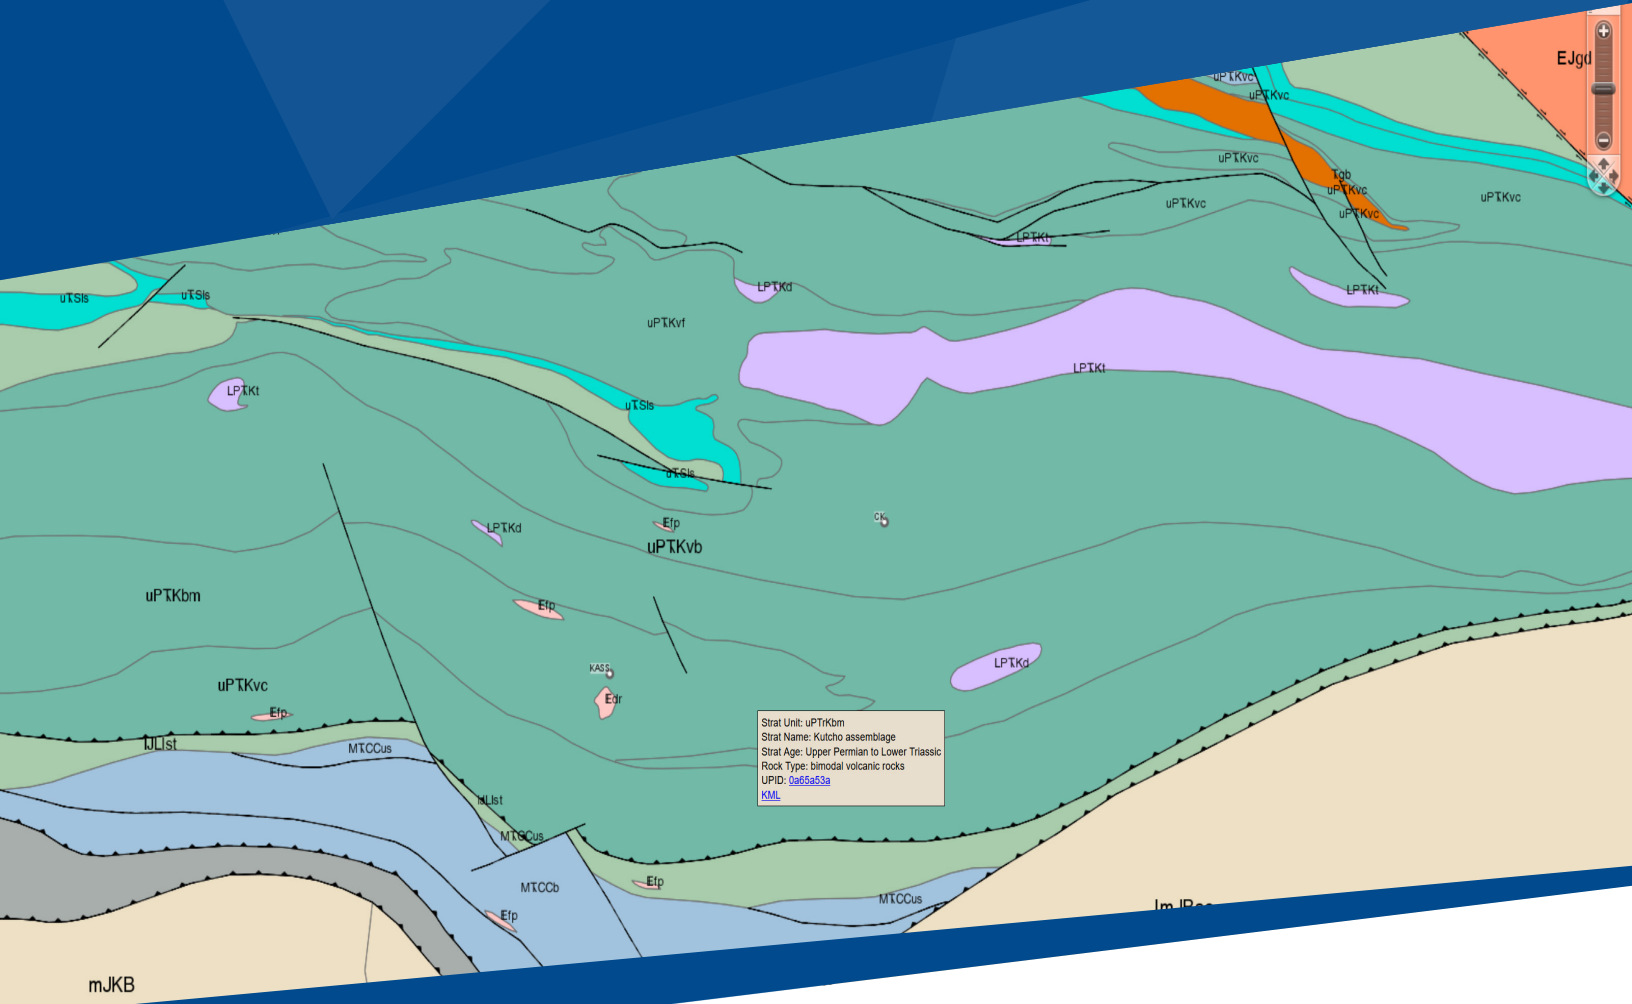 EJgd
uPTKvc
uPTKvc
uPTKvc
Tgb
uPTKvc
uPTKvc
uPTKvc
uPTKvc
LPTKt
LPTKd
LPTKt
uTSls
uTSls
uPTKvf
LPTKt
LPTKt
uTSls
uTSls
CK
LPTKd
Efp
uPTKvb
uPTKbm
Efp
KASS
LPTKd
uPTKvc
Edr
Efp
Strat Unit: uPTrKbm
Strat Name: Kutcho assemblage
Strat Age: Upper Permian to Lower Triassic
Rock Type: bimodal volcanic rocks
UPID: 0a65a53a
KML
lJLlst
MTCCus
lJLlst
MTCCus
MTCCb
Efp
MTCCus
Efp
mJKB